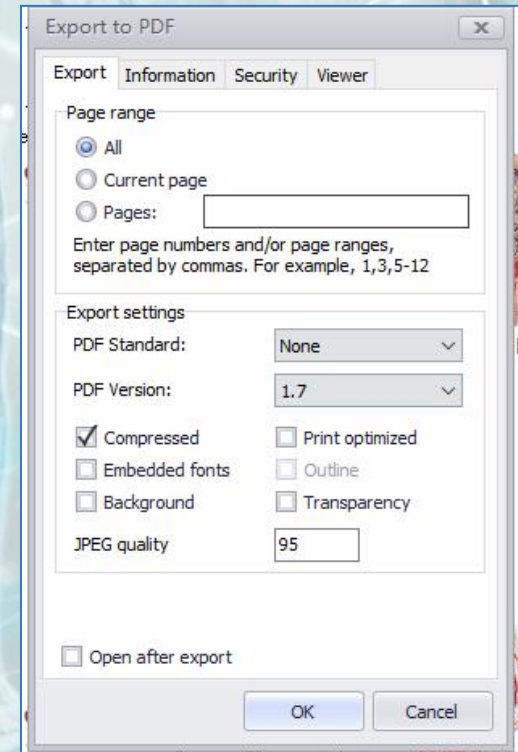 Export to PDF
Export Information Security Viewer
Page range
All
Current page
Pages:
Enter page numbers and/or page ranges,
separated by commas. For example, 1,3,5-12
Export settings
PDF Standard: None
PDF Version: 1.7
Compressed Print optimized
Embedded fonts Outline
Background Transparency
JPEG quality 95
Open after export
OK Cancel